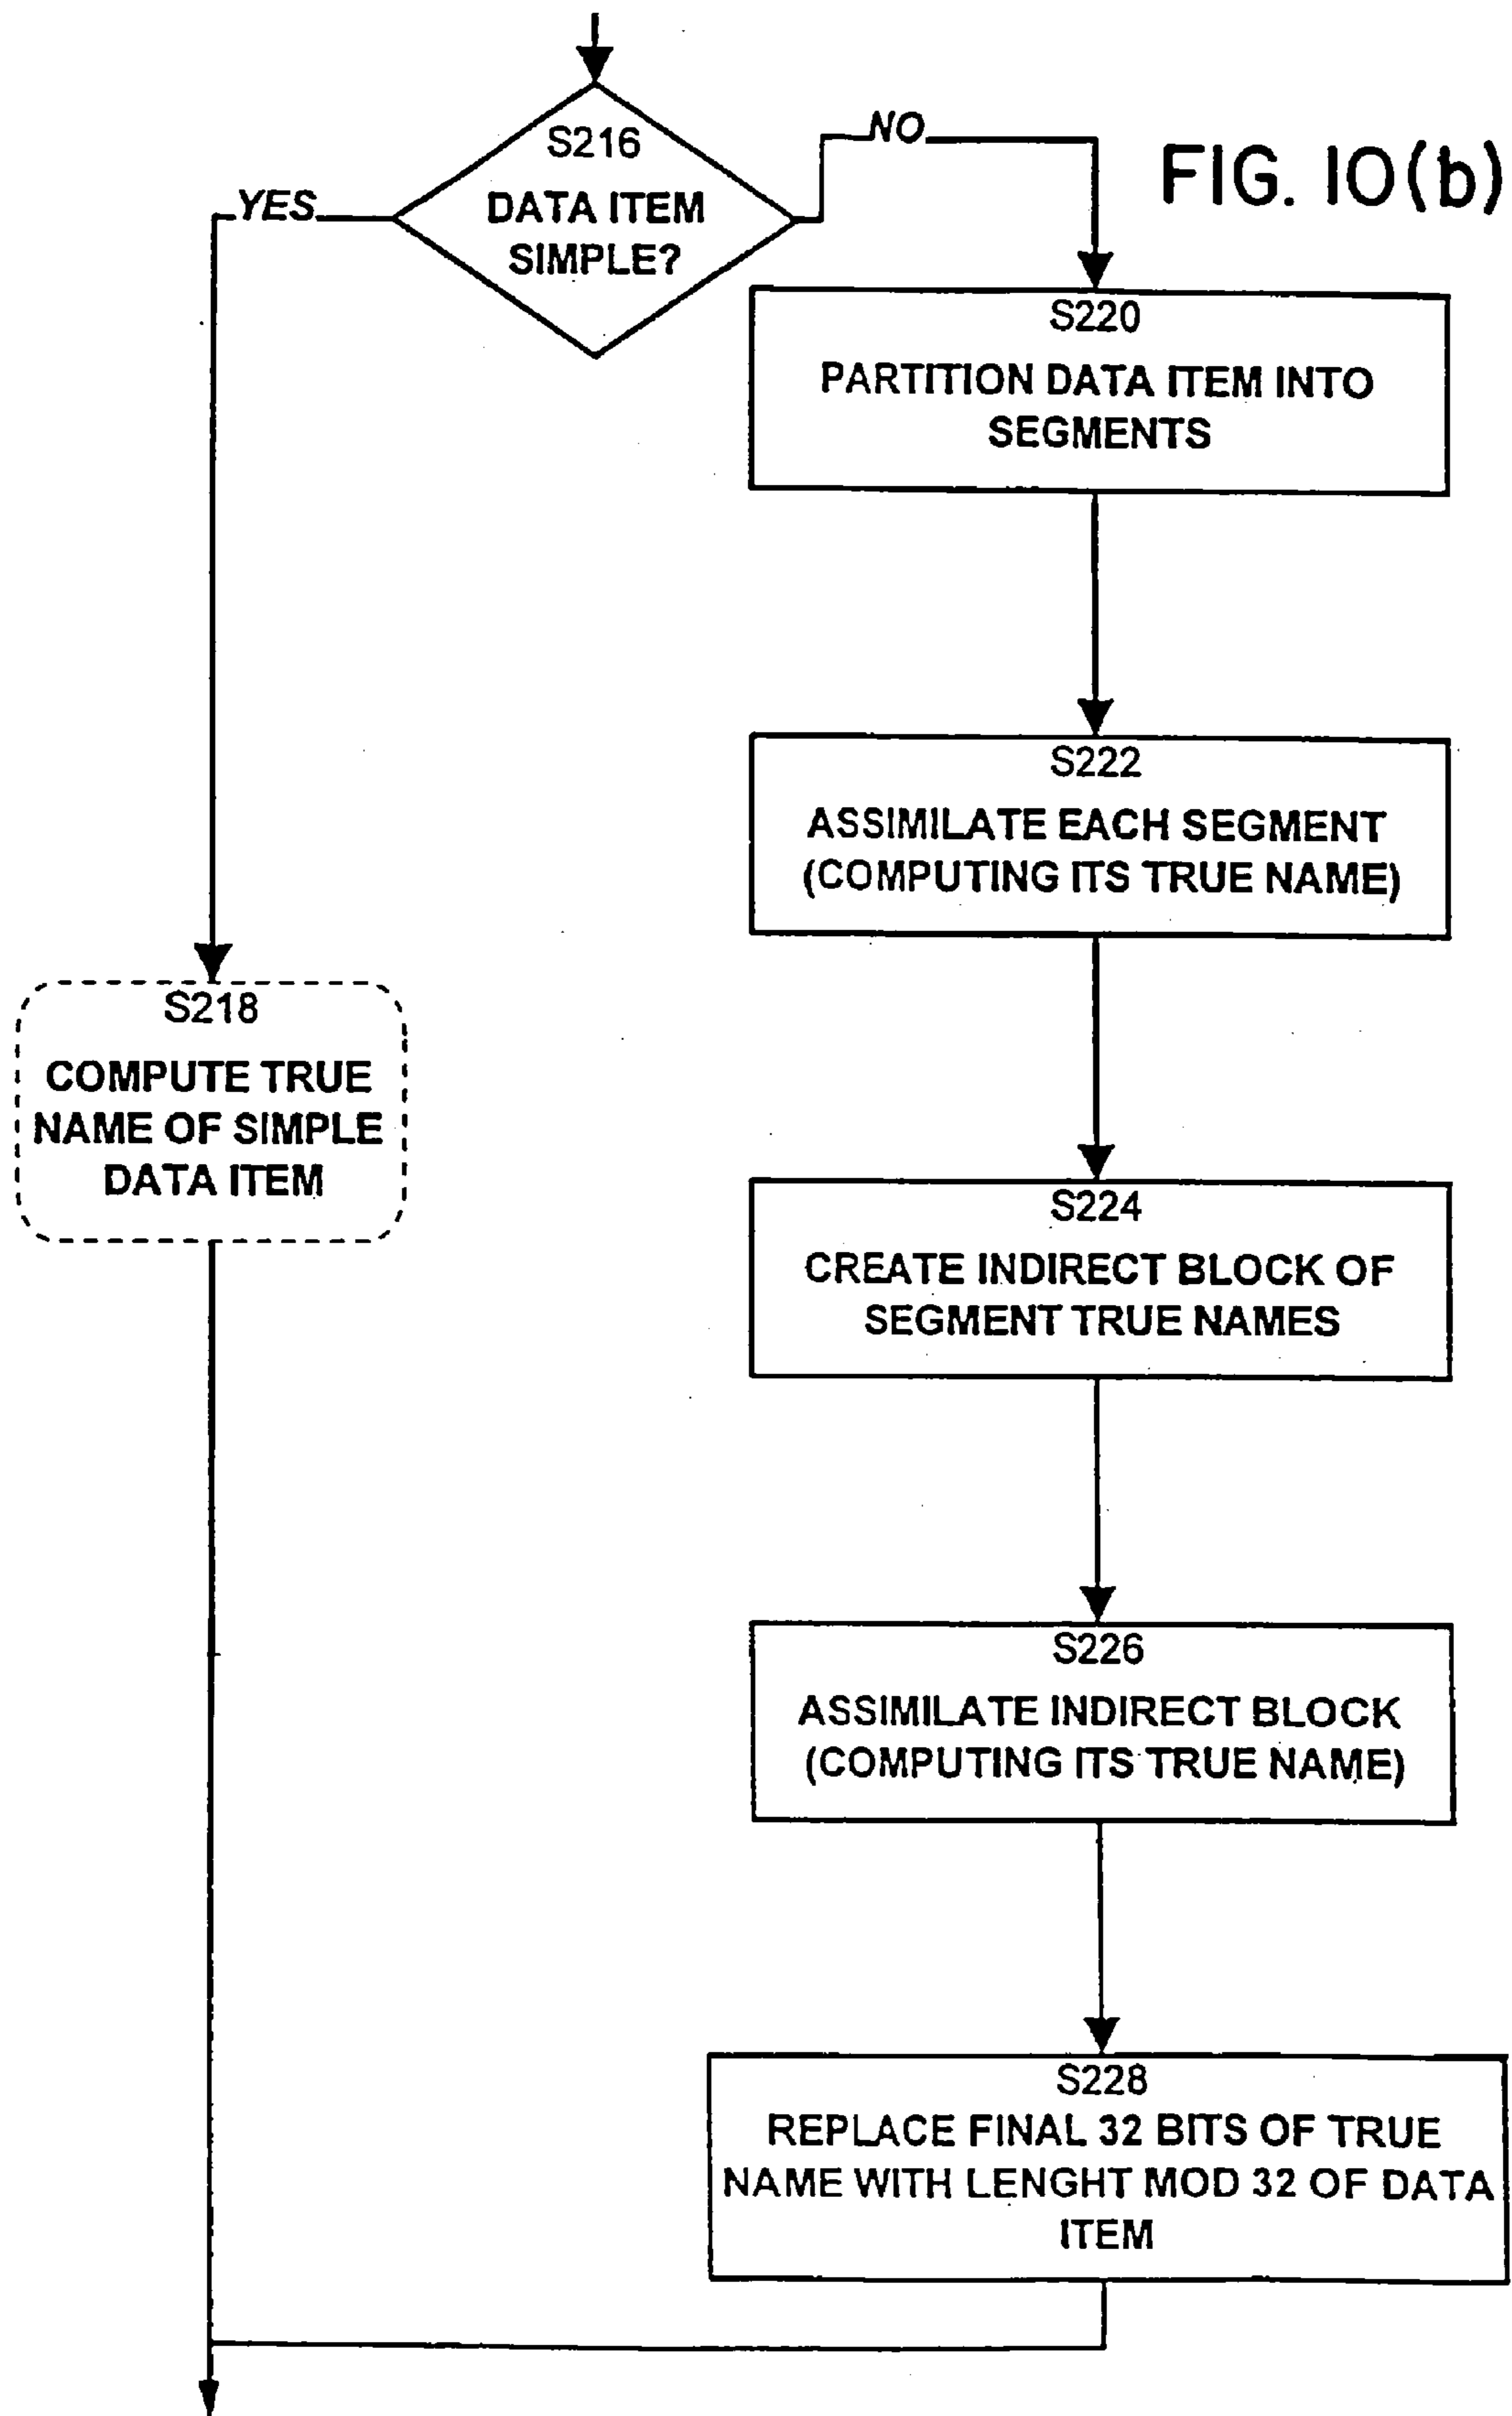 S216
DATA ITEM
SIMPLE?
YES
NO
FIG. 10(b)
S220
PARTITION DATA ITEM INTO
SEGMENTS
S222
ASSIMILATE EACH SEGMENT
(COMPUTING ITS TRUE NAME)
S218
COMPUTE TRUE
NAME OF SIMPLE
DATA ITEM
S224
CREATE INDIRECT BLOCK OF
SEGMENT TRUE NAMES
S226
ASSIMILATE INDIRECT BLOCK
(COMPUTING ITS TRUE NAME)
S228
REPLACE FINAL 32 BITS OF TRUE
NAME WITH LENGHT MOD 32 OF DATA
ITEM